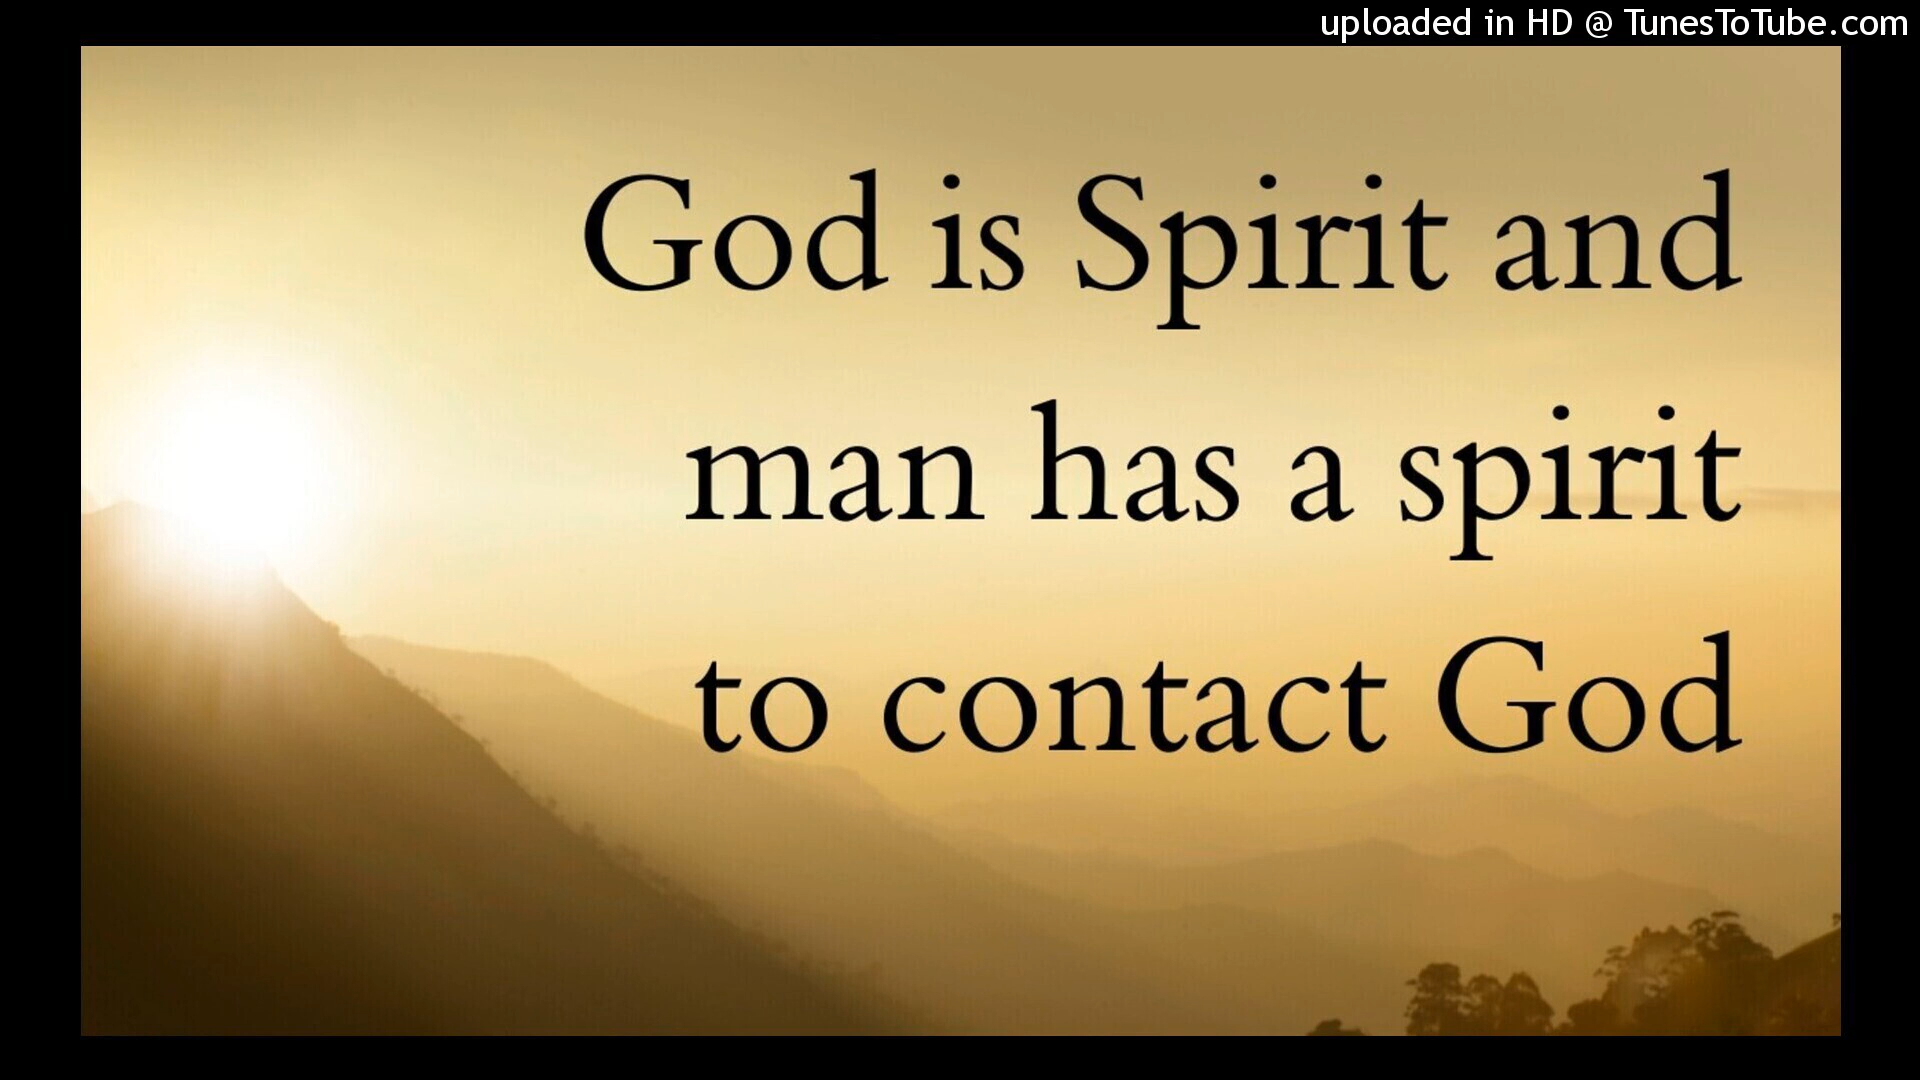 uploaded in HD @ TunesToTube.com
God is Spirit and
man has a spirit
to contact God